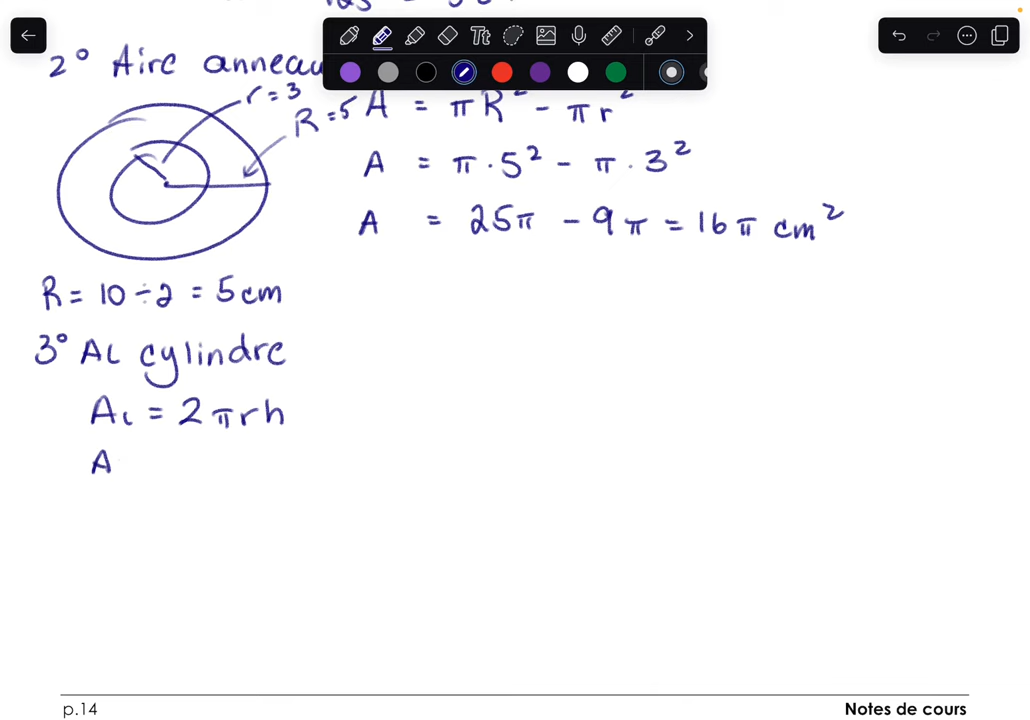 2° Aire anneau
r = 3
R = 5
A = πR² - πr²
A = π · 5² - π · 3²
A = 25π - 9π = 16π cm²
R = 10 ÷ 2 = 5 cm
3° AL cylindre
AL = 2πrh
A
Tt
p.14
Notes de cours